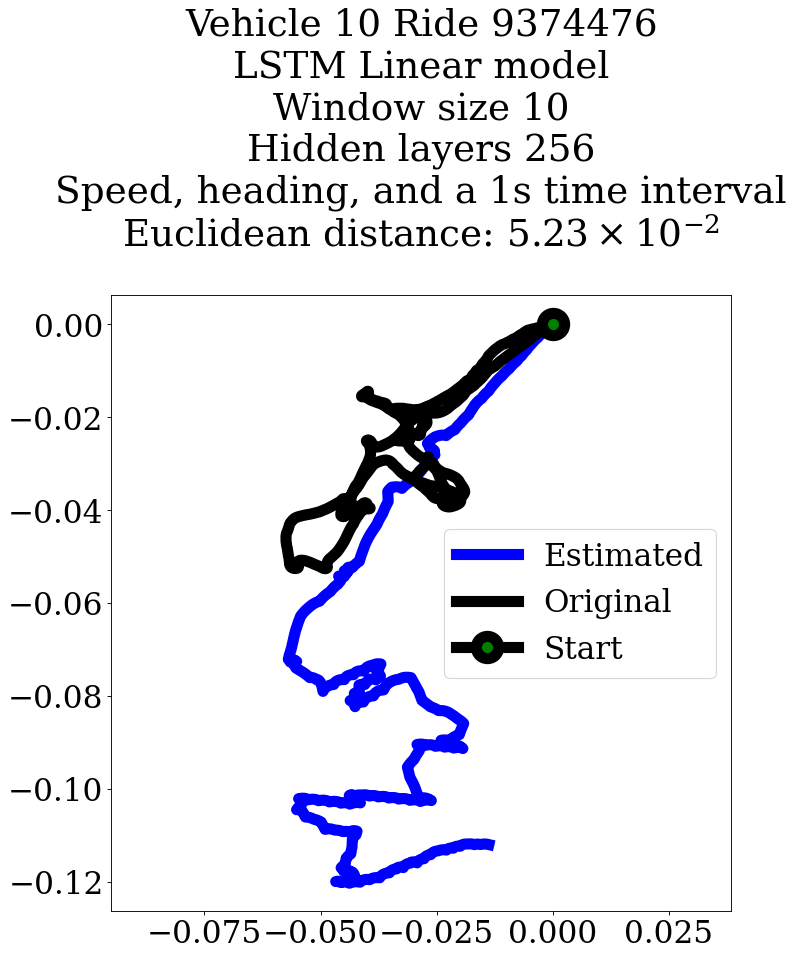 Vehicle 10 Ride 9374476
LSTM Linear model
Window size 10
Hidden layers 256
Speed, heading, and a 1s time interval
Euclidean distance: 5.23 × 10⁻²
0.00
−0.02
−0.04
−0.06
−0.08
−0.10
−0.12
Estimated
Original
Start
−0.075 −0.050 −0.025 0.000 0.025